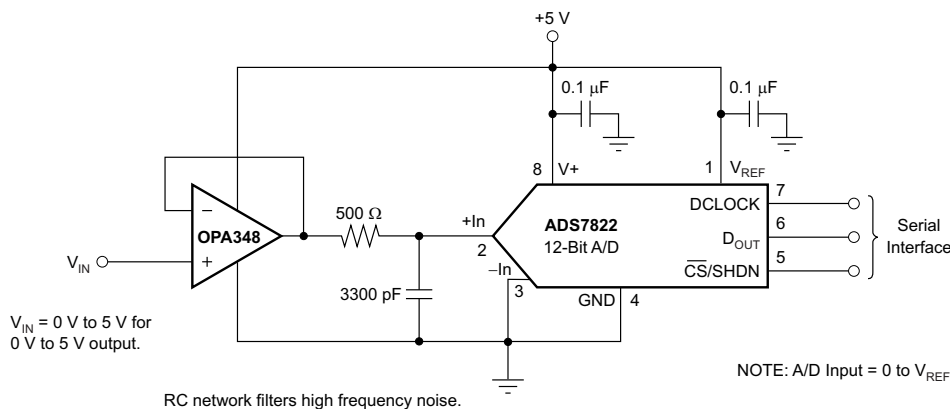 +5 V
0.1 μF
0.1 μF
8
V+
1
VREF
−
OPA348
+
VIN
500 Ω
3300 pF
+In
2
−In
3
ADS7822
12-Bit A/D
GND
4
DCLOCK
7
DOUT
6
CS/SHDN
5
Serial
Interface
VIN = 0 V to 5 V for
0 V to 5 V output.
NOTE: A/D Input = 0 to VREF
RC network filters high frequency noise.